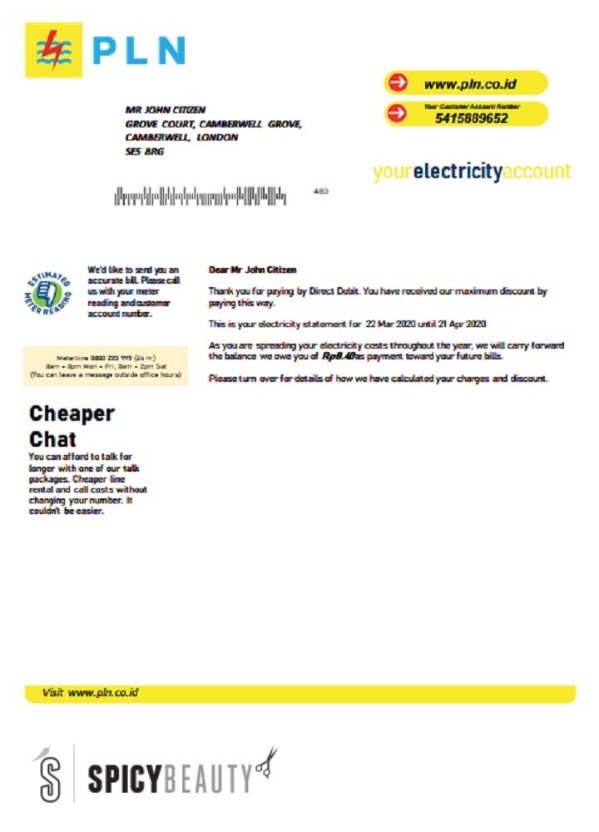 PLN
www.pln.co.id
Your Customer Account Number
5415889652
MR JOHN CITIZEN
GROVE COURT, CAMBERWELL GROVE,
CAMBERWELL, LONDON
SE5 8RG
yourelectricityaccount
480
ESTIMATED METER READING
We'd like to send you an
accurate bill. Please call
us with your meter
reading and customer
account number.
Meterline 0800 220 995 (24 hr)
8am - 8pm Mon - Fri, 8am - 2pm Sat
(You can leave a message outside office hours)
Dear Mr John Citizen
Thank you for paying by Direct Debit. You have received our maximum discount by
paying this way.
This is your electricity statement for 22 Mar 2020 until 21 Apr 2020
As you are spreading your electricity costs throughout the year, we will carry forward
the balance we owe you of Rp8.40as payment toward your future bills.
Please turn over for details of how we have calculated your charges and discount.
Cheaper
Chat
You can afford to talk for
longer with one of our talk
packages. Cheaper line
rental and call costs without
changing your number. It
couldn't be easier.
Visit www.pln.co.id
S SPICYBEAUTY